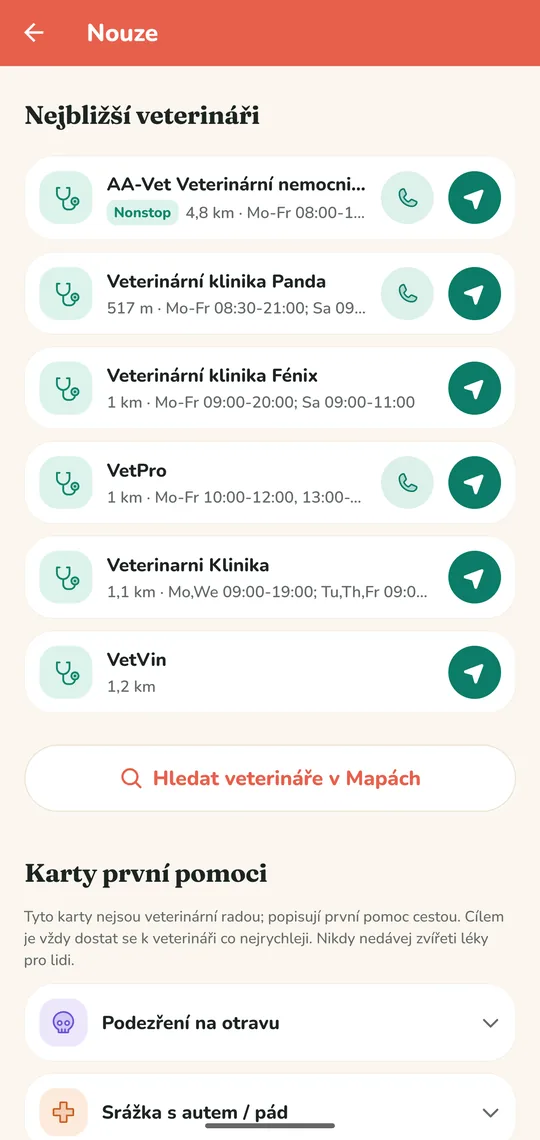 Nouze
Nejbližší veterináři
AA-Vet Veterinární nemocni...
Nonstop 4,8 km · Mo-Fr 08:00-1...
Veterinární klinika Panda
517 m · Mo-Fr 08:30-21:00; Sa 09...
Veterinární klinika Fénix
1 km · Mo-Fr 09:00-20:00; Sa 09:00-11:00
VetPro
1 km · Mo-Fr 10:00-12:00, 13:00-...
Veterinarni Klinika
1,1 km · Mo,We 09:00-19:00; Tu,Th,Fr 09:0...
VetVin
1,2 km
Hledat veterináře v Mapách
Karty první pomoci
Tyto karty nejsou veterinární radou; popisují první pomoc cestou. Cílem
je vždy dostat se k veterináři co nejrychleji. Nikdy nedávej zvířeti léky
pro lidi.
Podezření na otravu
Srážka s autem / pád